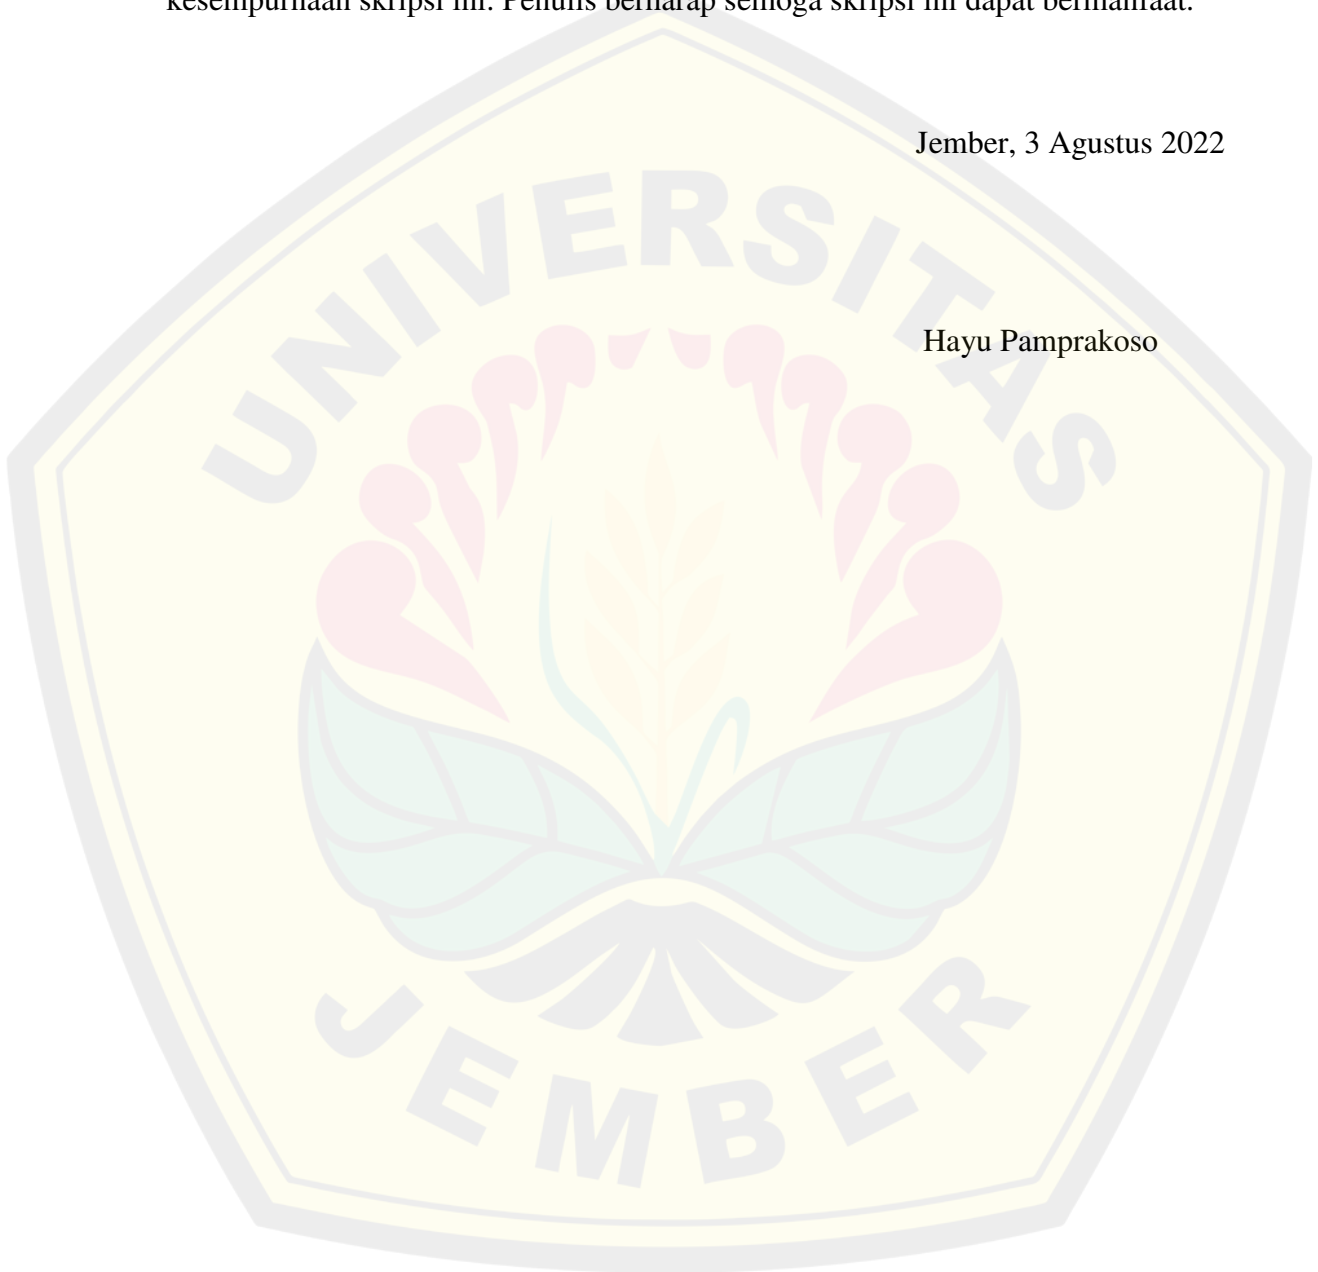 kesempurnaan skripsi ini. Penulis berharap semoga skripsi ini dapat bermanfaat.
Jember, 3 Agustus 2022
UNIVERSITAS
Hayu Pamprakoso
JEMBER